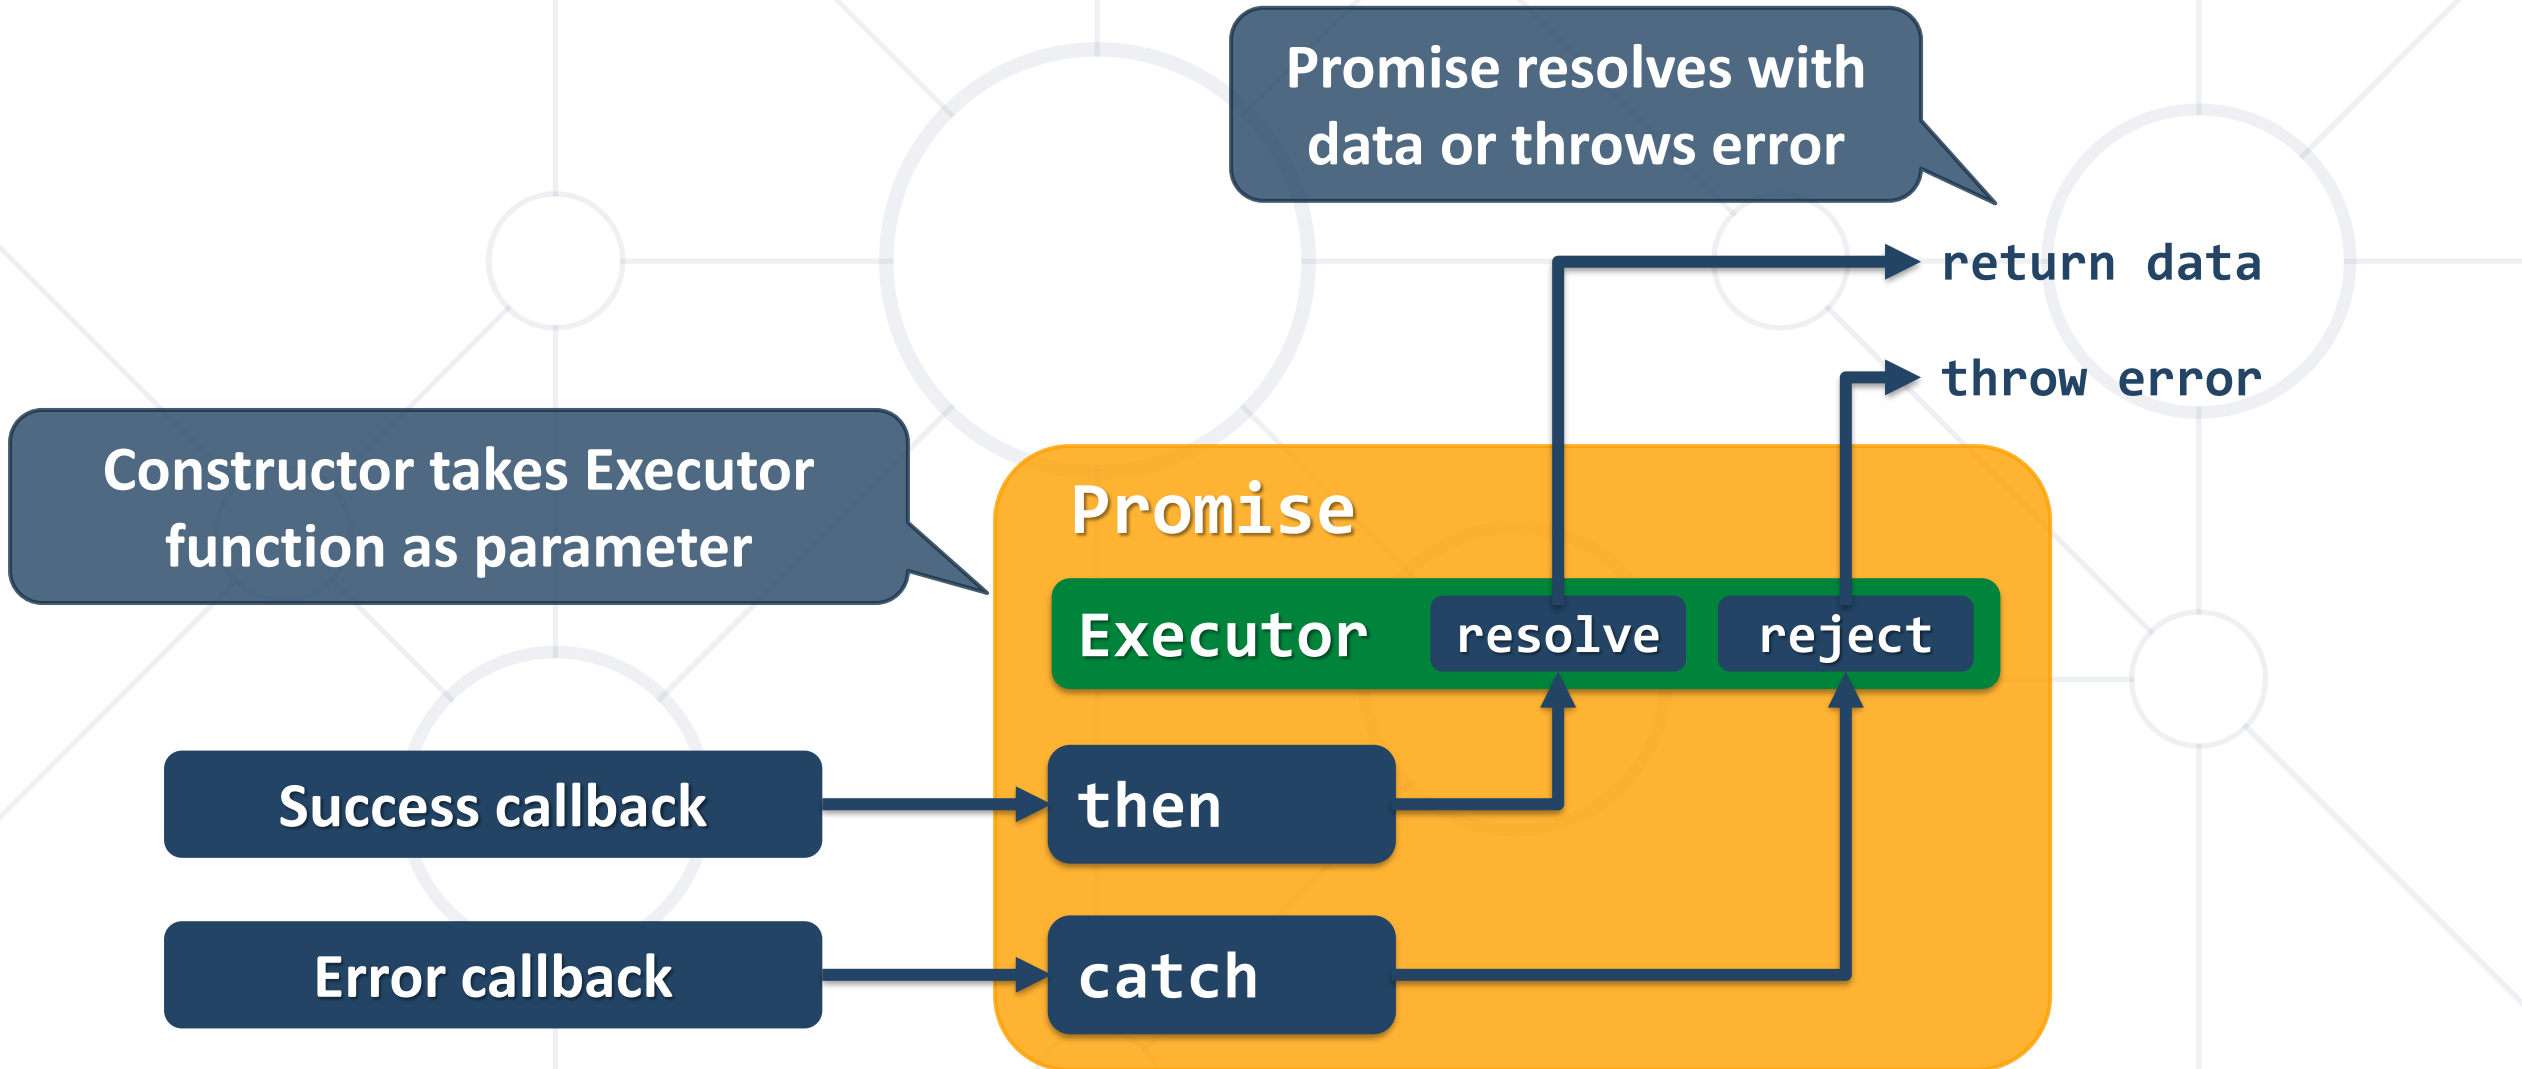 Promise resolves with
data or throws error
return data
throw error
Constructor takes Executor
function as parameter
Promise
Executor
resolve
reject
Success callback
then
Error callback
catch